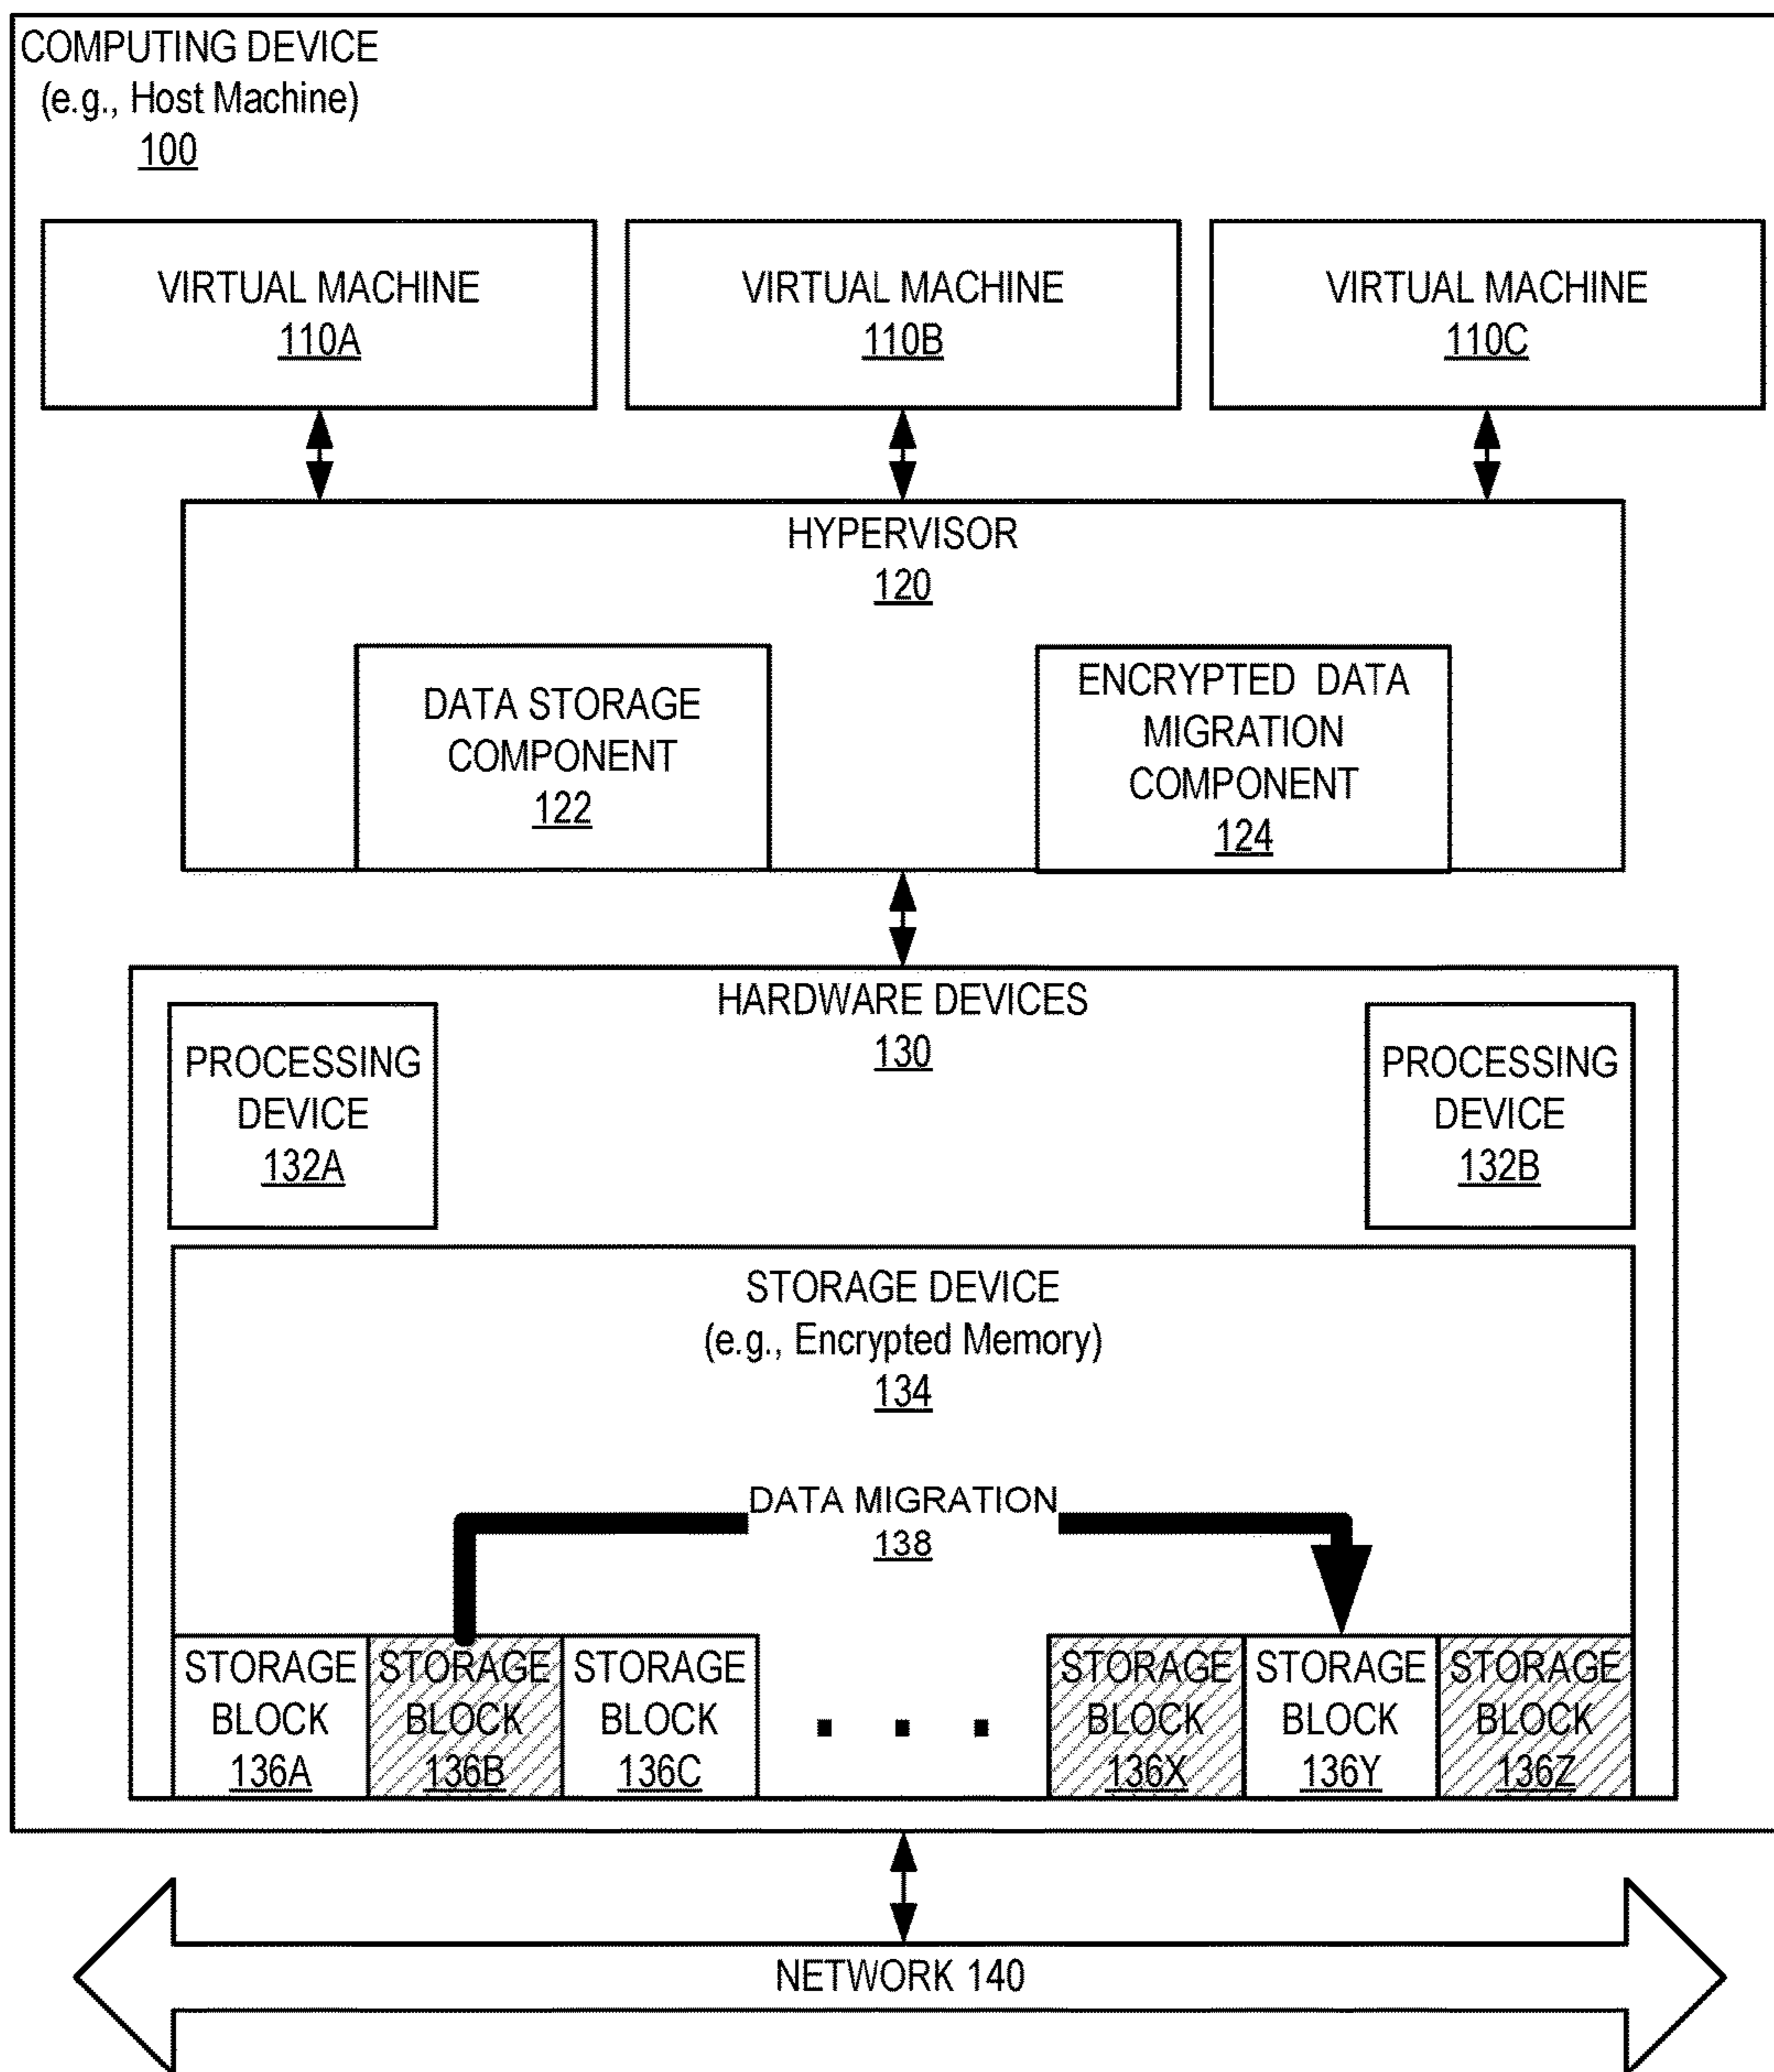 COMPUTING DEVICE
(e.g., Host Machine)
100
VIRTUAL MACHINE
110A
VIRTUAL MACHINE
110B
VIRTUAL MACHINE
110C
HYPERVISOR
120
DATA STORAGE
COMPONENT
122
ENCRYPTED DATA
MIGRATION
COMPONENT
124
HARDWARE DEVICES
130
PROCESSING
DEVICE
132A
PROCESSING
DEVICE
132B
STORAGE DEVICE
(e.g., Encrypted Memory)
134
DATA MIGRATION
138
STORAGE
BLOCK
136A
STORAGE
BLOCK
136B
STORAGE
BLOCK
136C
. . .
STORAGE
BLOCK
136X
STORAGE
BLOCK
136Y
STORAGE
BLOCK
136Z
NETWORK 140